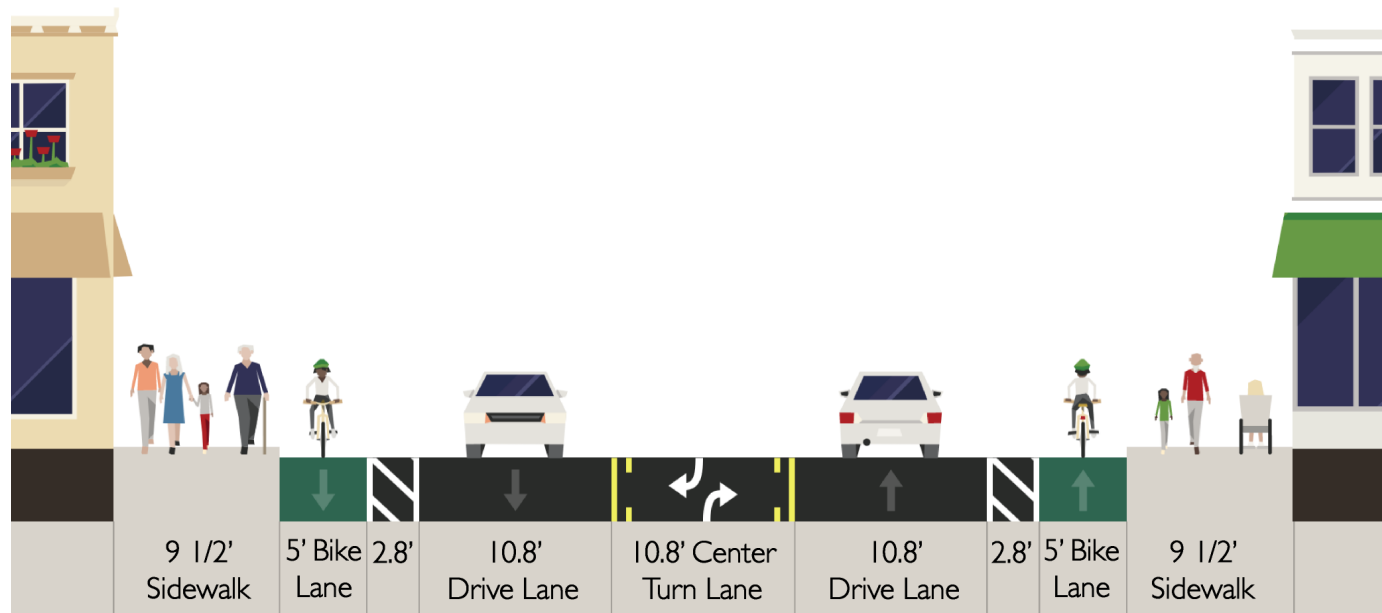 9 1/2’
Sidewalk
5’ Bike
Lane
2.8’
10.8’
Drive Lane
10.8’ Center
Turn Lane
10.8’
Drive Lane
2.8’
5’ Bike
Lane
9 1/2’
Sidewalk